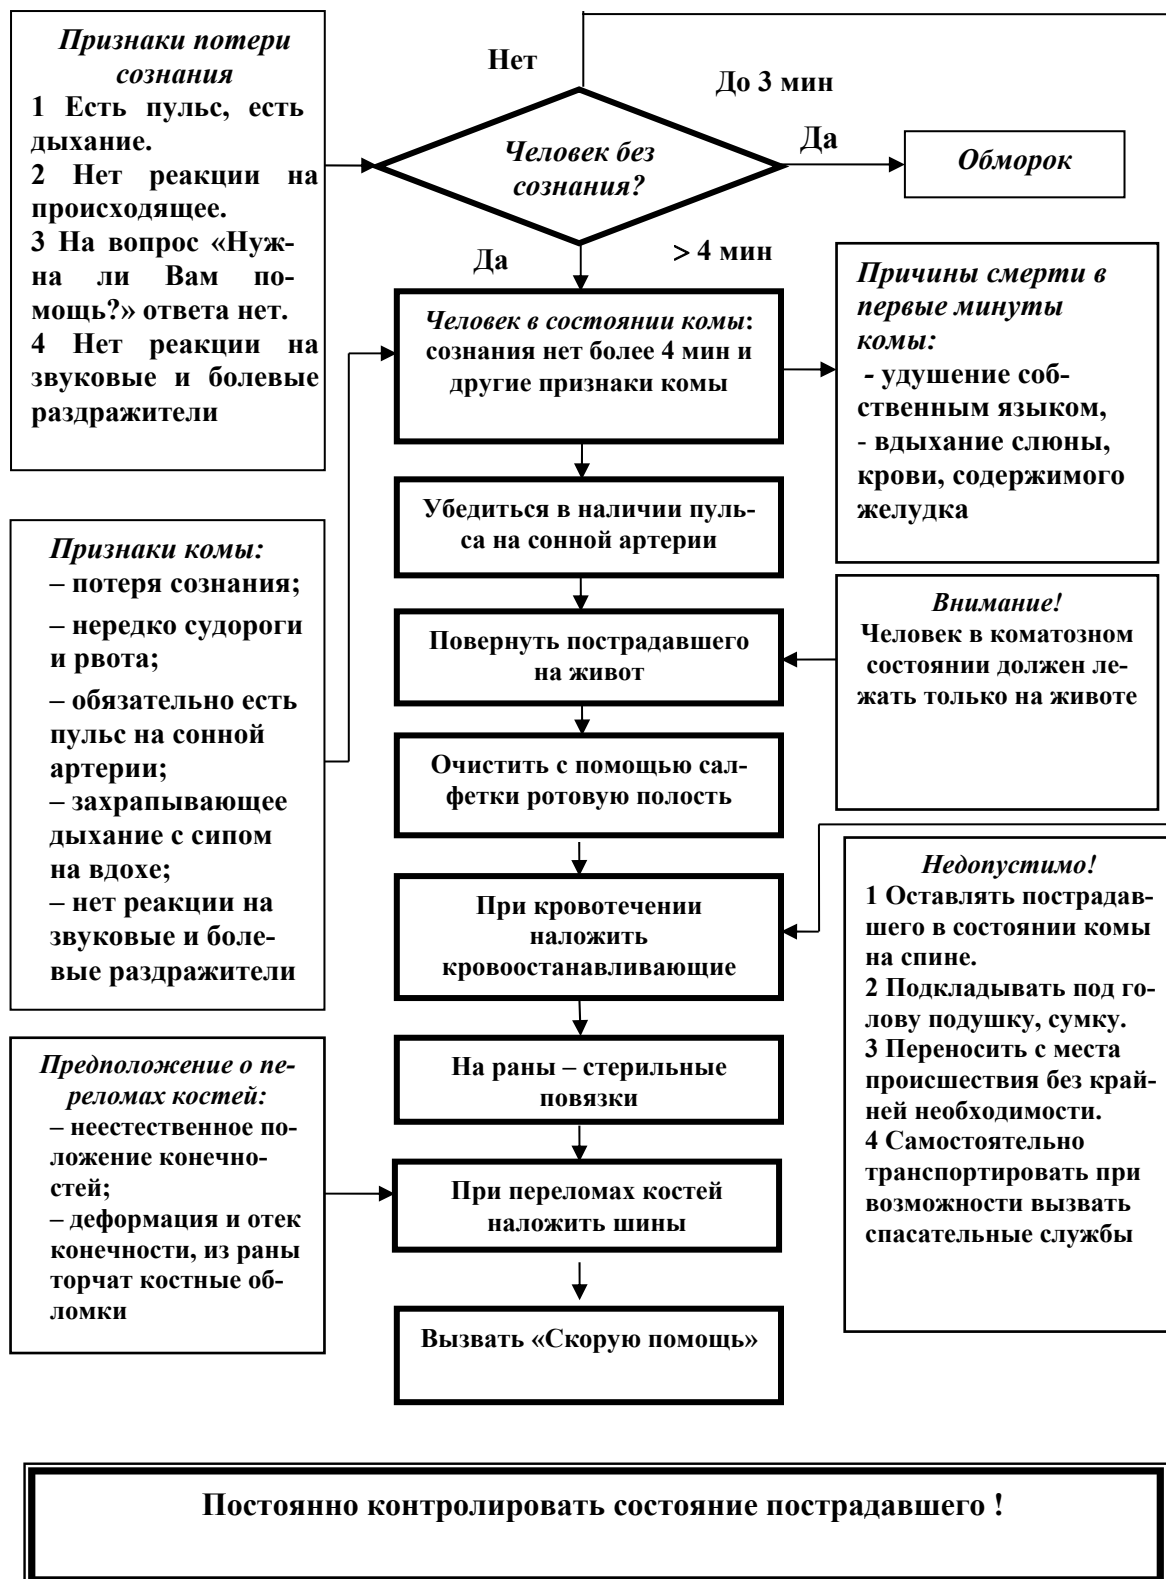 Признаки потери
сознания
1 Есть пульс, есть
дыхание.
2 Нет реакции на
происходящее.
3 На вопрос «Нуж-
на ли Вам по-
мощь?» ответа нет.
4 Нет реакции на
звуковые и болевые
раздражители
Нет
До 3 мин
Человек без
сознания?
Да
Обморок
Да
> 4 мин
Человек в состоянии комы:
сознания нет более 4 мин и
другие признаки комы
Причины смерти в
первые минуты
комы:
- удушение соб-
ственным языком,
- вдыхание слюны,
крови, содержимого
желудка
Убедиться в наличии пуль-
са на сонной артерии
Признаки комы:
– потеря сознания;
– нередко судороги
и рвота;
– обязательно есть
пульс на сонной
артерии;
– захрапывающее
дыхание с сипом
на вдохе;
– нет реакции на
звуковые и боле-
вые раздражители
Повернуть пострадавшего
на живот
Внимание!
Человек в коматозном
состоянии должен ле-
жать только на животе
Очистить с помощью сал-
фетки ротовую полость
При кровотечении
наложить
кровоостанавливающие
Недопустимо!
1 Оставлять пострадав-
шего в состоянии комы
на спине.
2 Подкладывать под го-
лову подушку, сумку.
3 Переносить с места
происшествия без край-
ней необходимости.
4 Самостоятельно
транспортировать при
возможности вызвать
спасательные службы
На раны – стерильные
повязки
Предположение о пе-
реломах костей:
– неестественное по-
ложение конечно-
стей;
– деформация и отек
конечности, из раны
торчат костные об-
ломки
При переломах костей
наложить шины
Вызвать «Скорую помощь»
Постоянно контролировать состояние пострадавшего !